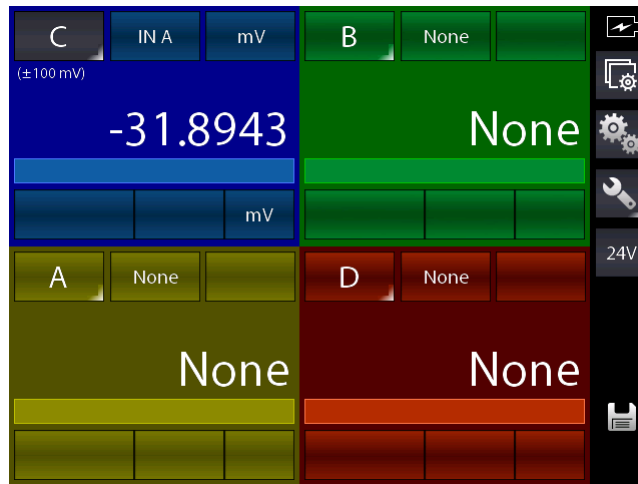 C IN A mV B None
(±100 mV)
-31.8943 None
mV
24V
A None D None
None None